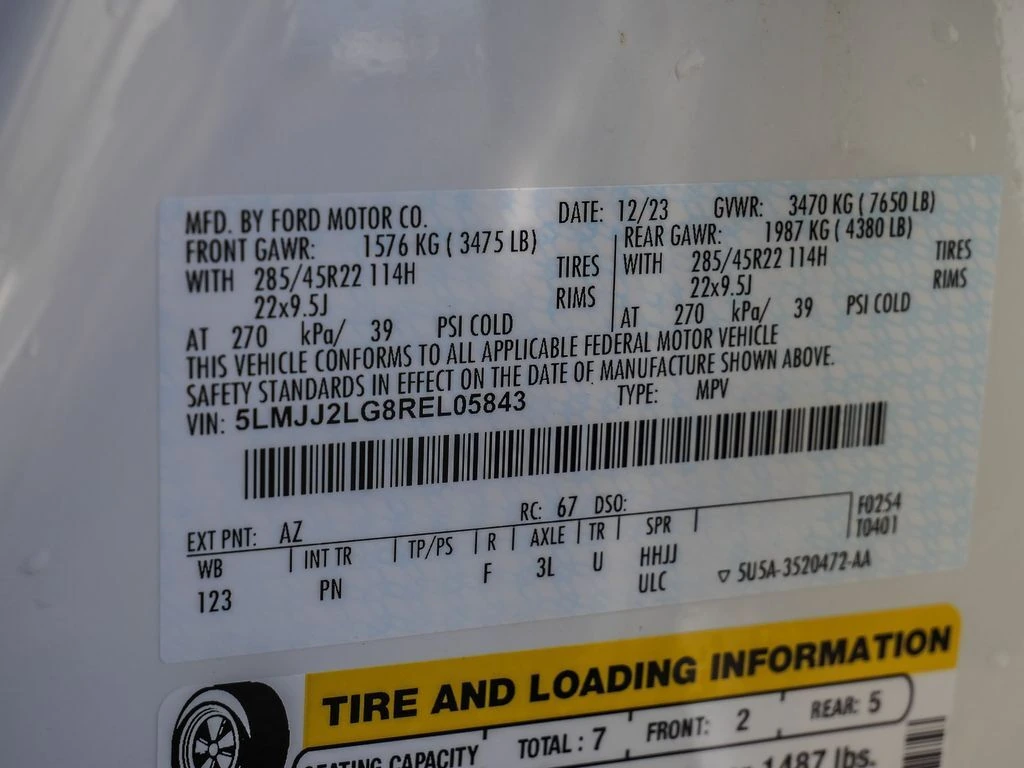 MFD. BY FORD MOTOR CO. DATE: 12/23 GVWR: 3470 KG ( 7650 LB)
FRONT GAWR: 1576 KG ( 3475 LB) REAR GAWR: 1987 KG ( 4380 LB)
WITH 285/45R22 114H TIRES WITH 285/45R22 114H TIRES
22x9.5J RIMS 22x9.5J RIMS
AT 270 kPa/ 39 PSI COLD AT 270 kPa/ 39 PSI COLD
THIS VEHICLE CONFORMS TO ALL APPLICABLE FEDERAL MOTOR VEHICLE
SAFETY STANDARDS IN EFFECT ON THE DATE OF MANUFACTURE SHOWN ABOVE.
VIN: 5LMJJ2LG8REL05843 TYPE: MPV
EXT PNT: AZ RC: 67 DSO: F0254
WB INT TR TP/PS R AXLE TR SPR T0401
123 PN F 3L U HHJJ
ULC ▽ 5U5A-3520472-AA
TIRE AND LOADING INFORMATION
CAPACITY TOTAL : 7 FRONT: 2 REAR: 5
1487 lbs.